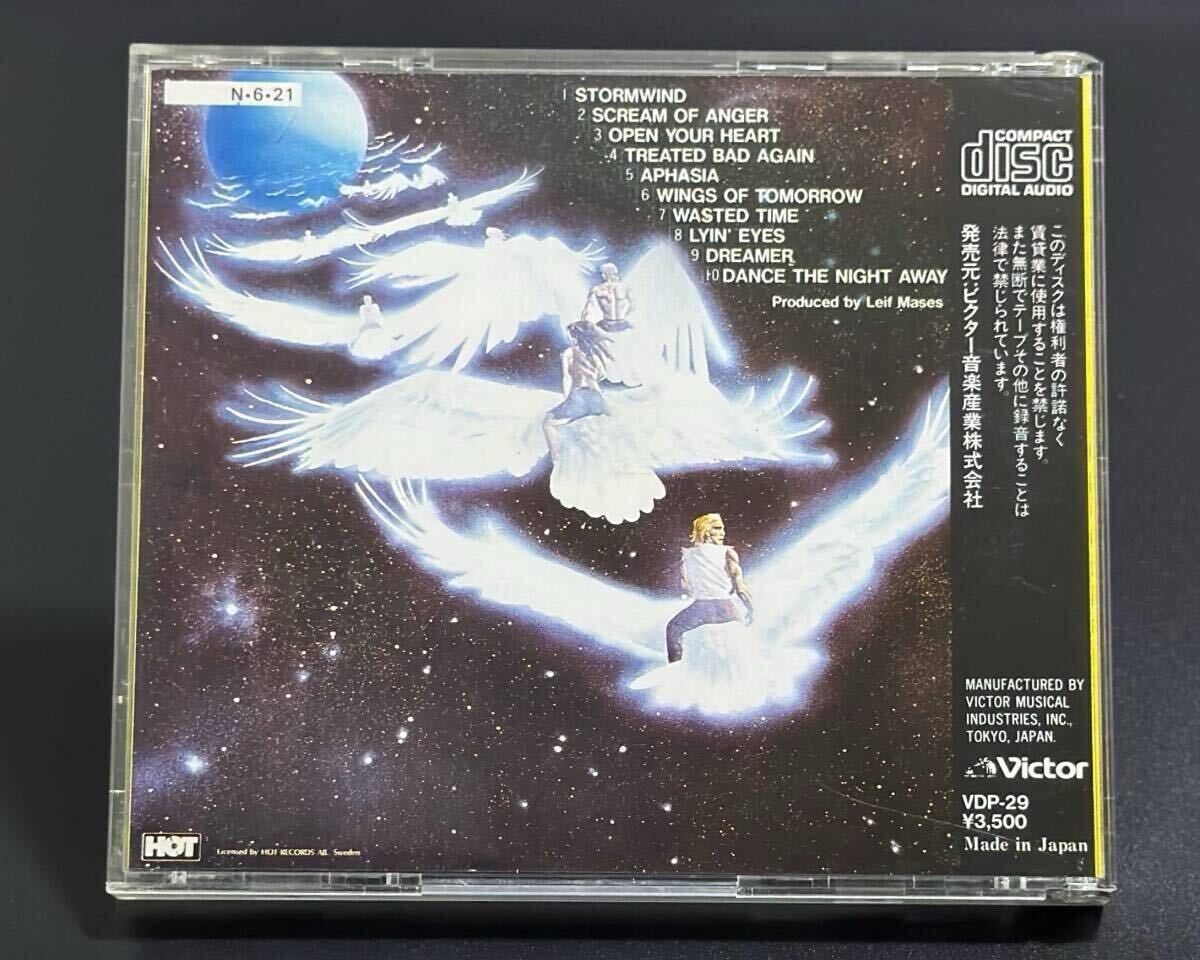 N・6・21
1 STORMWIND
2 SCREAM OF ANGER
3 OPEN YOUR HEART
4 TREATED BAD AGAIN
5 APHASIA
6 WINGS OF TOMORROW
7 WASTED TIME
8 LYIN' EYES
9 DREAMER
10 DANCE THE NIGHT AWAY
Produced by Leif Mases
COMPACT
disc
DIGITAL AUDIO
このディスクは権利者の許諾なく
賃貸業に使用することを禁じます。
また無断でテープその他に録音することは
法律で禁じられています。
発売元:ビクター音楽産業株式会社
MANUFACTURED BY
VICTOR MUSICAL
INDUSTRIES, INC.,
TOKYO, JAPAN.
Victor
VDP-29
¥3,500
Made in Japan
HOT
Licensed by HOT RECORDS AB, Sweden